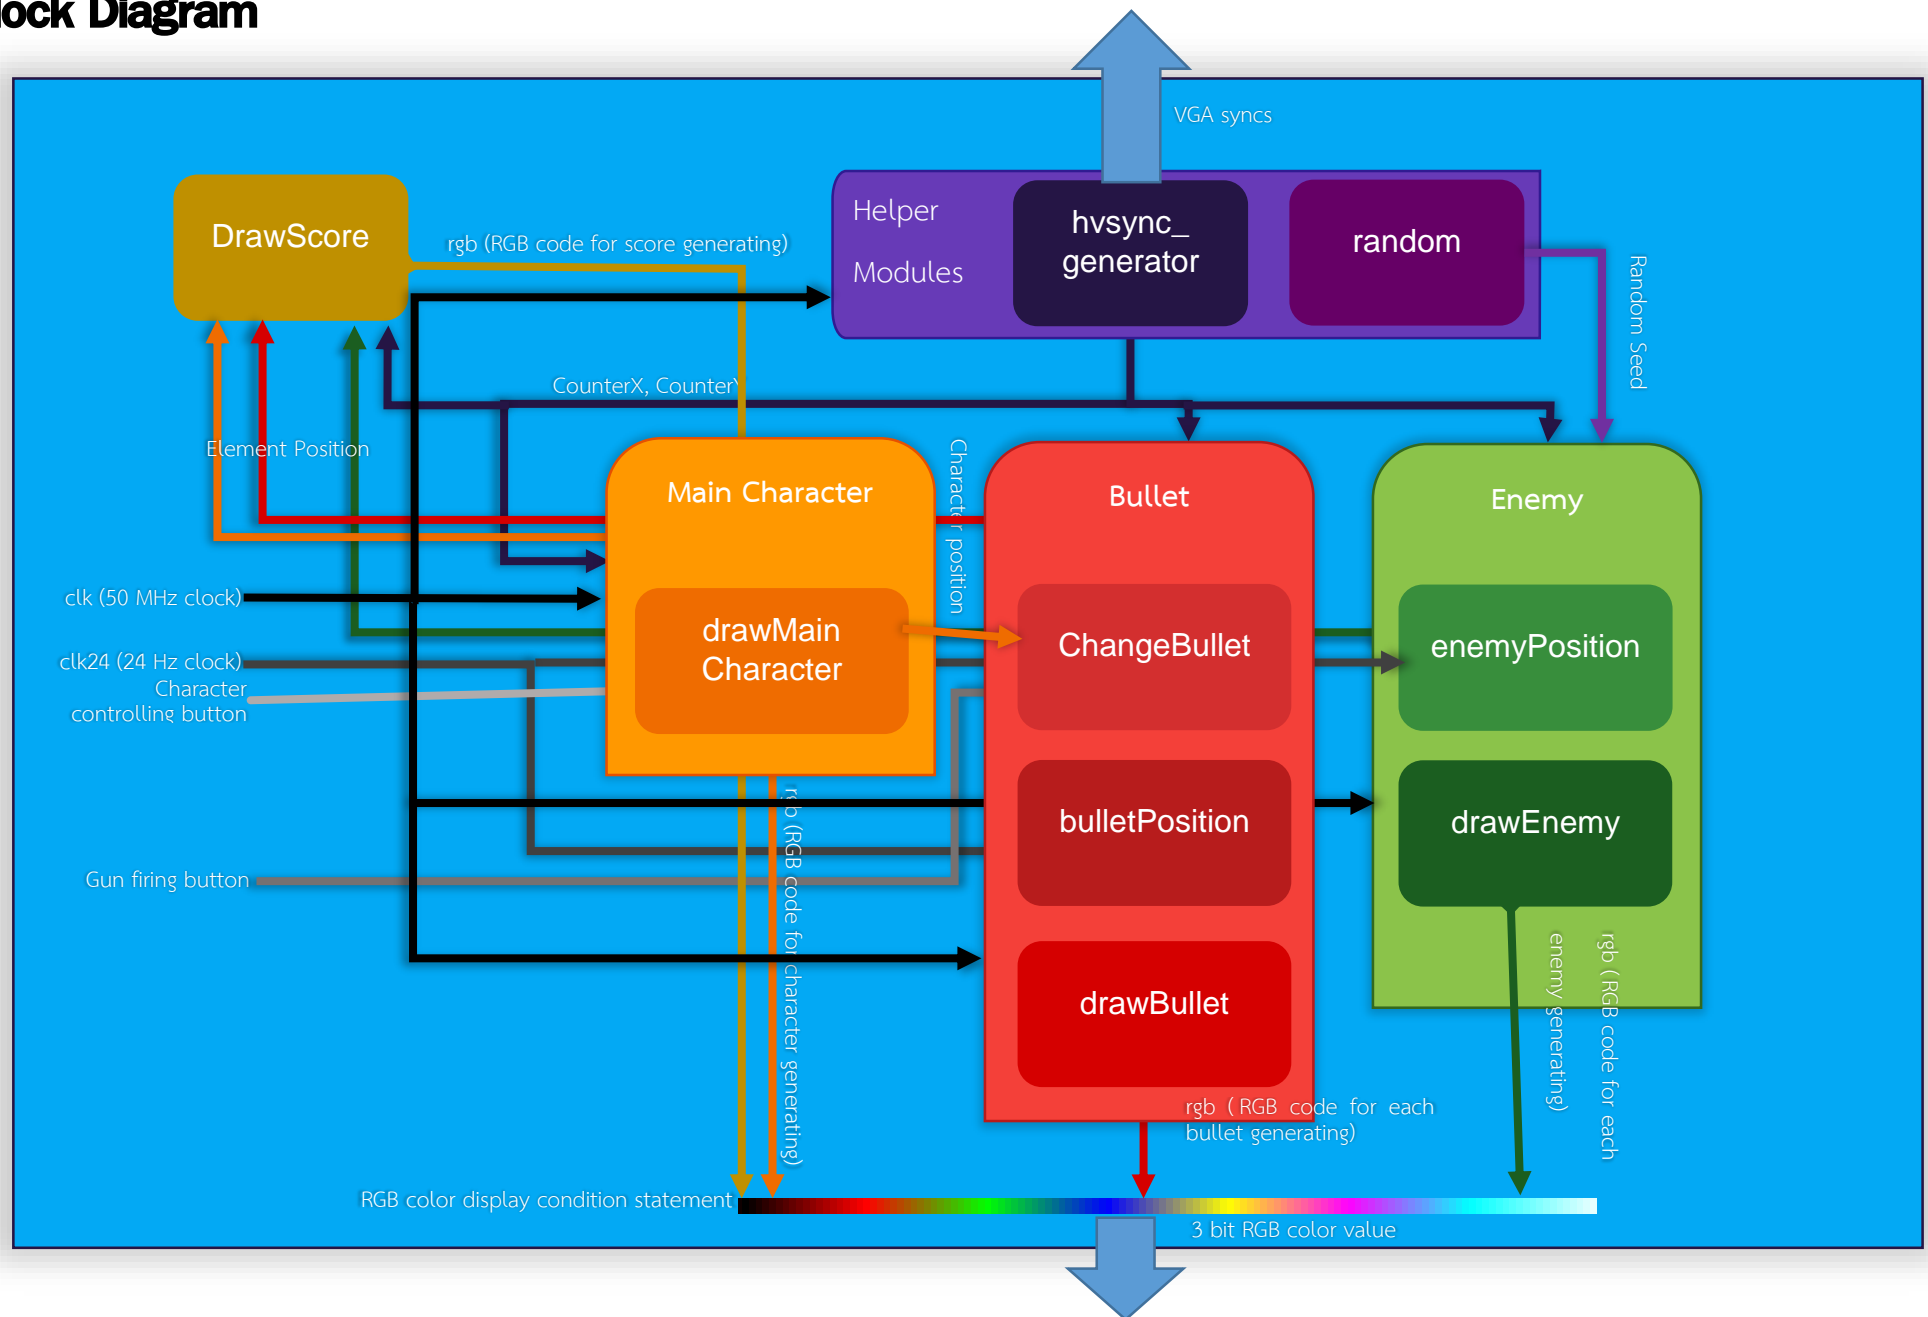 lock Diagram
VGA syncs
Helper
Modules
hvsync_
generator
random
DrawScore
rgb (RGB code for score generating)
Random Seed
CounterX, Counter
Element Position
Main Character
Character position
Bullet
Enemy
clk (50 MHz clock)
drawMain
Character
ChangeBullet
enemyPosition
clk24 (24 Hz clock)
Character
controlling button
rgb (RGB code for character generating)
bulletPosition
drawEnemy
Gun firing button
rgb (RGB code for each
enemy generating)
drawBullet
rgb ( RGB code for each
bullet generating)
RGB color display condition statement
3 bit RGB color value